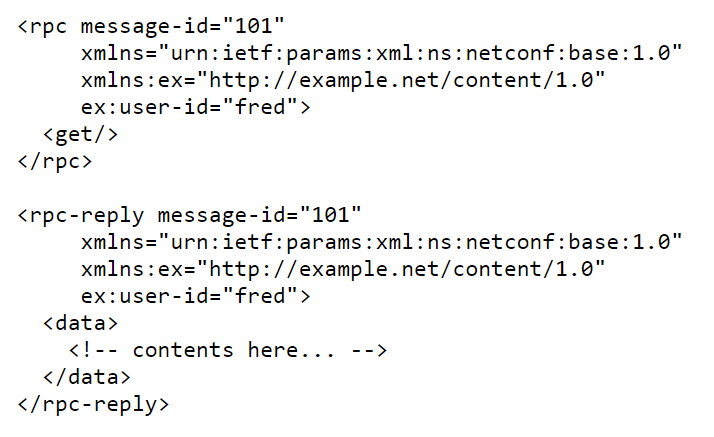 <rpc message-id="101"
     xmlns="urn:ietf:params:xml:ns:netconf:base:1.0"
     xmlns:ex="http://example.net/content/1.0"
     ex:user-id="fred">
  <get/>
</rpc>

<rpc-reply message-id="101"
     xmlns="urn:ietf:params:xml:ns:netconf:base:1.0"
     xmlns:ex="http://example.net/content/1.0"
     ex:user-id="fred">
  <data>
    <!-- contents here... -->
  </data>
</rpc-reply>